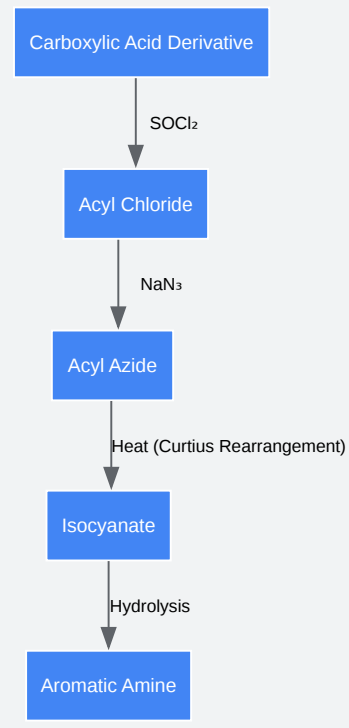 Carboxylic Acid Derivative
SOCl₂
Acyl Chloride
NaN₃
Acyl Azide
Heat (Curtius Rearrangement)
Isocyanate
Hydrolysis
Aromatic Amine